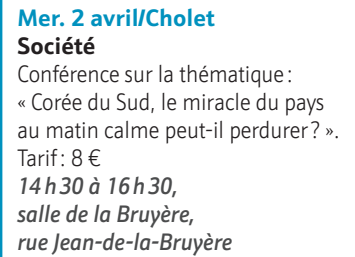 Mer. 2 avril/Cholet
Société
Conférence sur la thématique :
« Corée du Sud, le miracle du pays
au matin calme peut-il perdurer ? ».
Tarif : 8 €
14 h 30 à 16 h 30,
salle de la Bruyère,
rue Jean-de-la-Bruyère